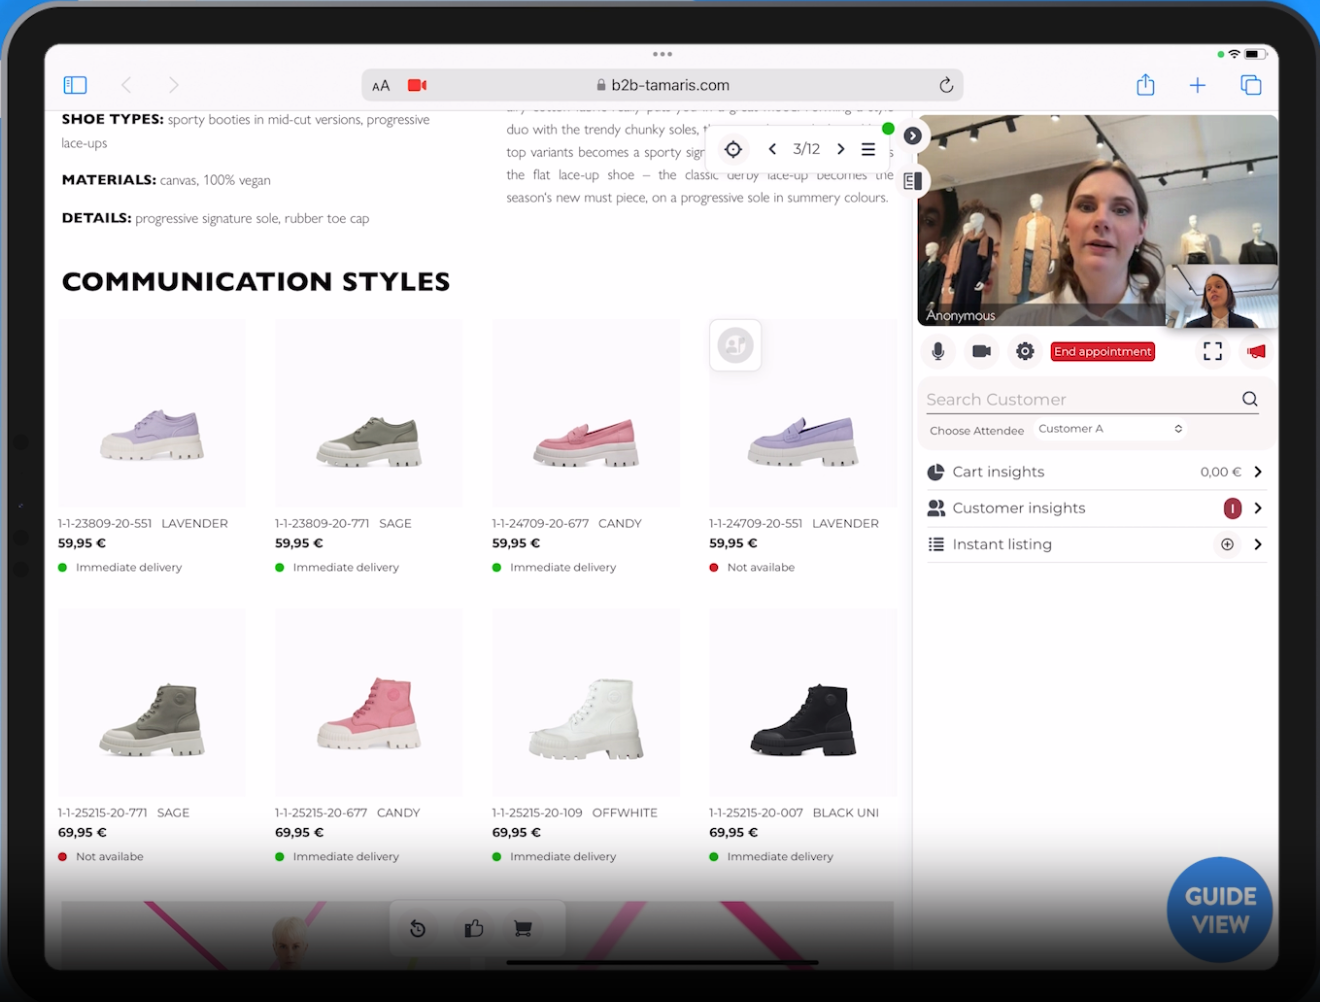 AA
b2b-tamaris.com
SHOE TYPES: sporty booties in mid-cut versions, progressive
lace-ups
MATERIALS: canvas, 100% vegan
DETAILS: progressive signature sole, rubber toe cap
duo with the trendy chunky soles,
top variants becomes a sporty
the flat lace-up shoe – the classic derby lace-up becomes the
season's new must piece, on a progressive sole in summery colours.
3/12
COMMUNICATION STYLES
1-1-23809-20-551 LAVENDER
59,95 €
Immediate delivery
1-1-23809-20-771 SAGE
59,95 €
Immediate delivery
1-1-24709-20-677 CANDY
59,95 €
Immediate delivery
1-1-24709-20-551 LAVENDER
59,95 €
Not availabe
1-1-25215-20-771 SAGE
69,95 €
Not availabe
1-1-25215-20-677 CANDY
69,95 €
Immediate delivery
1-1-25215-20-109 OFFWHITE
69,95 €
Immediate delivery
1-1-25215-20-007 BLACK UNI
69,95 €
Immediate delivery
Anonymous
End appointment
Search Customer
Choose Attendee Customer A
Cart insights 0,00 €
Customer insights I
Instant listing
GUIDE
VIEW